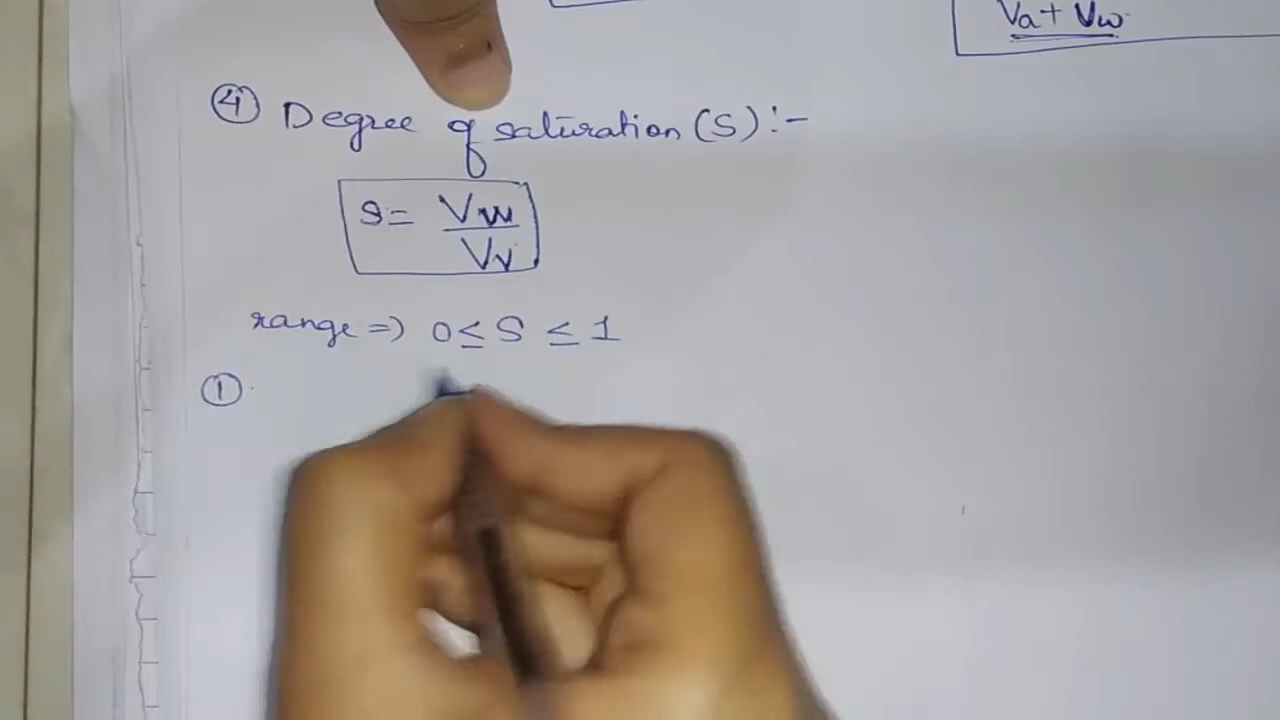 Va + Vw
④ Degree of saturation (S) :-
S = Vw
Vv
range => 0 ≤ S ≤ 1
①